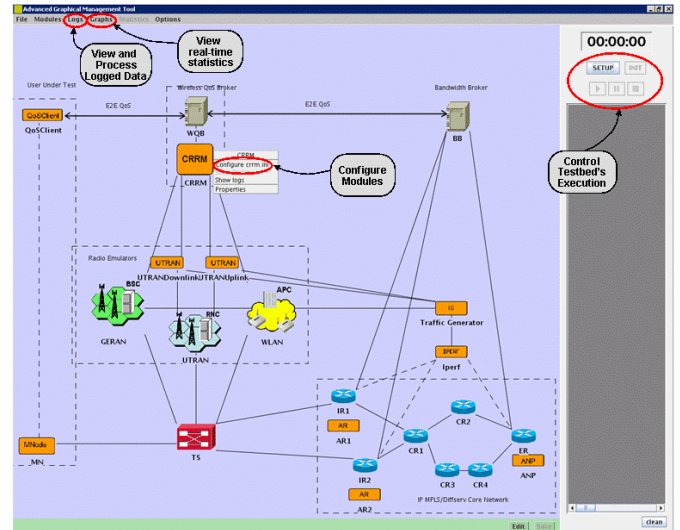 Advanced Graphical Management Tool
File Modules Logs Graphs Statistics Options
View and
Process
Logged Data
View
real-time
statistics
00:00:00
SETUP INIT
User Under Test
Wireless QoS Broker
Bandwidth Broker
QoSClient
QoSClient
E2E QoS
WQB
E2E QoS
BB
CRRM
CRRM
CRRM
Configure crrm.ini
Show logs
Properties
Configure
Modules
Control
Testbed's
Execution
Radio Emulators
UTRAN
UTRAN
UTRANDownlink
UTRANUplink
BSC
GERAN
RNC
UTRAN
APC
WLAN
Traffic Generator
IPERF
Iperf
IR1
AR
AR1
CR2
CR1
ER
ANP
ANP
MNode
MN
TS
IR2
AR
AR2
CR3
CR4
IP MPLS/Diffserv Core Network
Edit Save
clean